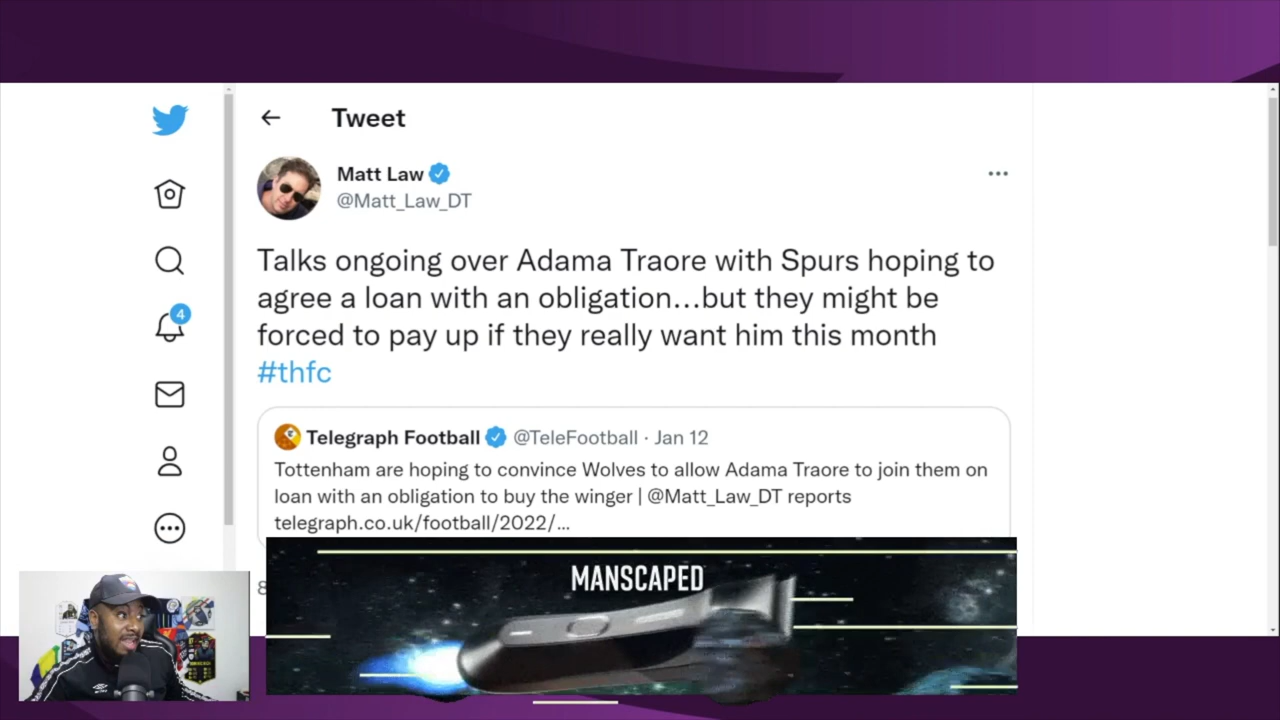 Tweet
Matt Law
@Matt_Law_DT
Talks ongoing over Adama Traore with Spurs hoping to
agree a loan with an obligation...but they might be
forced to pay up if they really want him this month
#thfc
4
Telegraph Football @TeleFootball · Jan 12
Tottenham are hoping to convince Wolves to allow Adama Traore to join them on
loan with an obligation to buy the winger | @Matt_Law_DT reports
telegraph.co.uk/football/2022/...
MANSCAPED